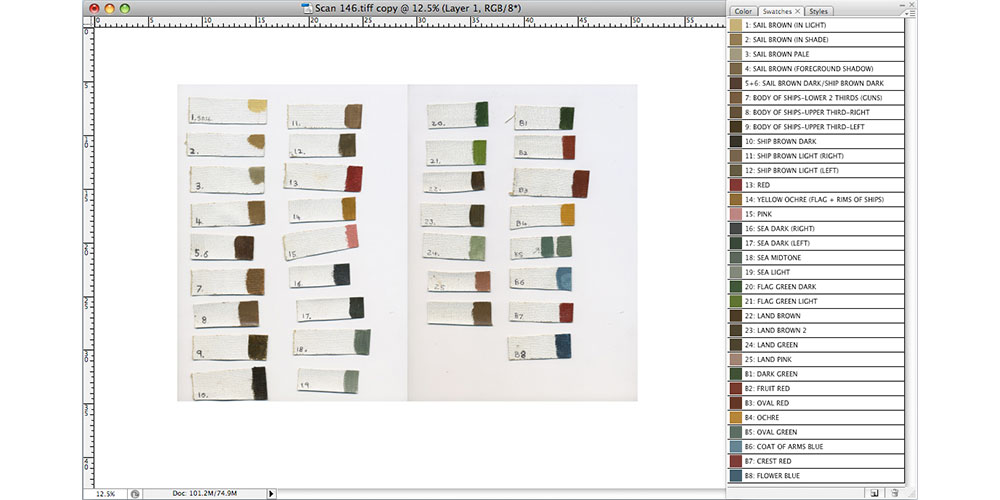 Scan 146.tiff copy @ 12.5% (Layer 1, RGB/8*)
0 5 10 15 20 25 30 35 40 45 50 55
0
5
10
15
20
25
30
35
40
1. SAIL
2.
3.
4.
5.6
7.
8
9.
10.
11.
12.
13
14
15
16.
17.
18.
19
20.
21.
22.
23.
24.
25
B1
B2
B3
B4
B5
B6
B7
B8
12.5%
Doc: 101.2M/74.9M
Color Swatches × Styles
1: SAIL BROWN (IN LIGHT)
2: SAIL BROWN (IN SHADE)
3: SAIL BROWN PALE
4: SAIL BROWN (FOREGROUND SHADOW)
5+6: SAIL BROWN DARK/SHIP BROWN DARK
7: BODY OF SHIPS-LOWER 2 THIRDS (GUNS)
8: BODY OF SHIPS-UPPER THIRD-RIGHT
9: BODY OF SHIPS-UPPER THIRD-LEFT
10: SHIP BROWN DARK
11: SHIP BROWN LIGHT (RIGHT)
12: SHIP BROWN LIGHT (LEFT)
13: RED
14: YELLOW OCHRE (FLAG + RIMS OF SHIPS)
15: PINK
16: SEA DARK (RIGHT)
17: SEA DARK (LEFT)
18: SEA MIDTONE
19: SEA LIGHT
20: FLAG GREEN DARK
21: FLAG GREEN LIGHT
22: LAND BROWN
23: LAND BROWN 2
24: LAND GREEN
25: LAND PINK
B1: DARK GREEN
B2: FRUIT RED
B3: OVAL RED
B4: OCHRE
B5: OVAL GREEN
B6: COAT OF ARMS BLUE
B7: CREST RED
B8: FLOWER BLUE